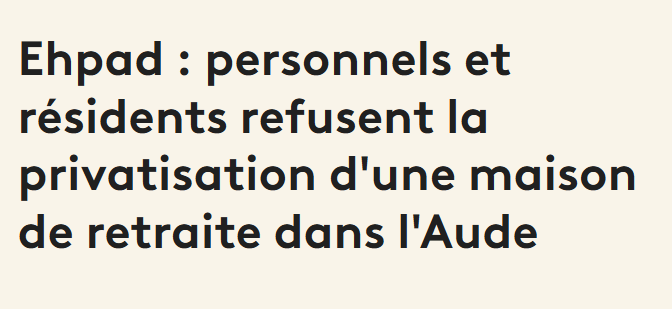 Ehpad : personnels et
résidents refusent la
privatisation d'une maison
de retraite dans l'Aude